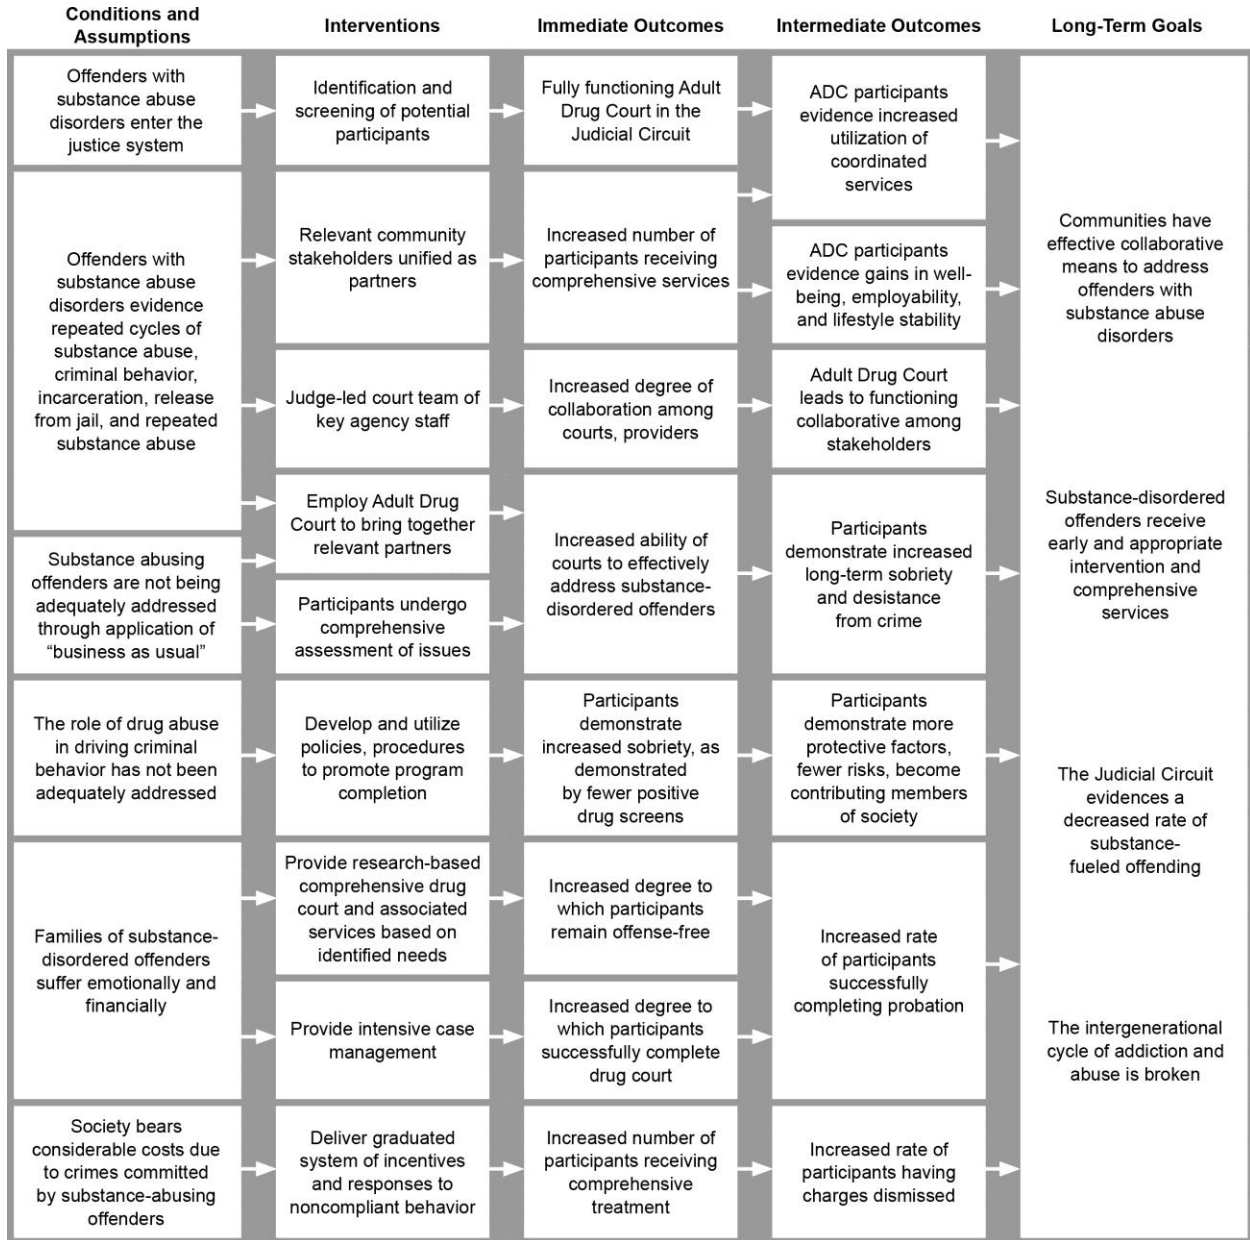 Conditions and
Assumptions
Interventions
Immediate Outcomes
Intermediate Outcomes
Long-Term Goals
Offenders with
substance abuse
disorders enter the
justice system
Offenders with
substance abuse
disorders evidence
repeated cycles of
substance abuse,
criminal behavior,
incarceration, release
from jail, and repeated
substance abuse
Substance abusing
offenders are not being
adequately addressed
through application of
“business as usual”
The role of drug abuse
in driving criminal
behavior has not been
adequately addressed
Families of substance-
disordered offenders
suffer emotionally and
financially
Society bears
considerable costs due
to crimes committed
by substance-abusing
offenders
Identification and
screening of potential
participants
Relevant community
stakeholders unified as
partners
Judge-led court team of
key agency staff
Employ Adult Drug
Court to bring together
relevant partners
Participants undergo
comprehensive
assessment of issues
Develop and utilize
policies, procedures
to promote program
completion
Provide research-based
comprehensive drug
court and associated
services based on
identified needs
Provide intensive case
management
Deliver graduated
system of incentives
and responses to
noncompliant behavior
Fully functioning Adult
Drug Court in the
Judicial Circuit
Increased number of
participants receiving
comprehensive services
Increased degree of
collaboration among
courts, providers
Increased ability of
courts to effectively
address substance-
disordered offenders
Participants
demonstrate
increased sobriety, as
demonstrated
by fewer positive
drug screens
Increased degree to
which participants
remain offense-free
Increased degree to
which participants
successfully complete
drug court
Increased number of
participants receiving
comprehensive
treatment
ADC participants
evidence increased
utilization of
coordinated
services
ADC participants
evidence gains in well-
being, employability,
and lifestyle stability
Adult Drug Court
leads to functioning
collaborative among
stakeholders
Participants
demonstrate increased
long-term sobriety
and desistance
from crime
Participants
demonstrate more
protective factors,
fewer risks, become
contributing members
of society
Increased rate
of participants
successfully
completing probation
Increased rate of
participants having
charges dismissed
Communities have
effective collaborative
means to address
offenders with
substance abuse
disorders
Substance-disordered
offenders receive
early and appropriate
intervention and
comprehensive
services
The Judicial Circuit
evidences a
decreased rate of
substance-
fueled offending
The intergenerational
cycle of addiction and
abuse is broken